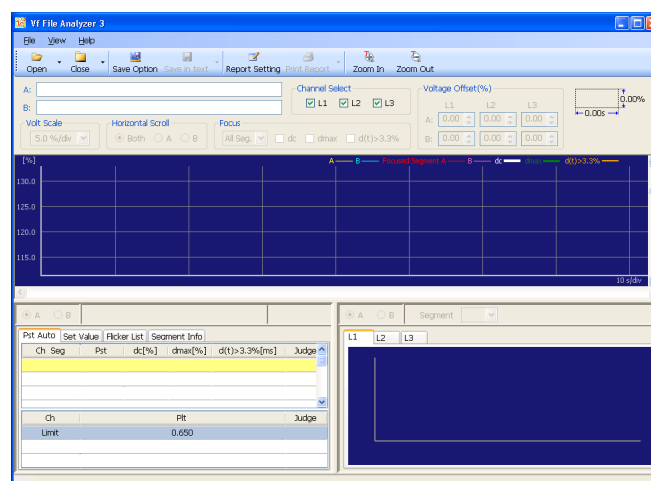 Vf File Analyzer 3
File View Help
Open Close Save Option Save in text Report Setting Print Report Zoom In Zoom Out
A:
B:
Channel Select
L1 L2 L3
Voltage Offset(%)
L1 L2 L3
A: 0.00 0.00 0.00
B: 0.00 0.00 0.00
0.00%
0.00s
Volt Scale
5.0 %/div
Horizontal Scroll
Both A B
Focus
All Seg. dc dmax d(t)>3.3%
[%]
A B Focused Segment A B dc dmax d(t)>3.3%
130.0
125.0
120.0
115.0
10 s/div
A B
Pst Auto Set Value Flicker List Segment Info
Ch Seg Pst dc[%] dmax[%] d(t)>3.3%[ms] Judge
Ch Plt Judge
Limit 0.650
A B Segment
L1 L2 L3